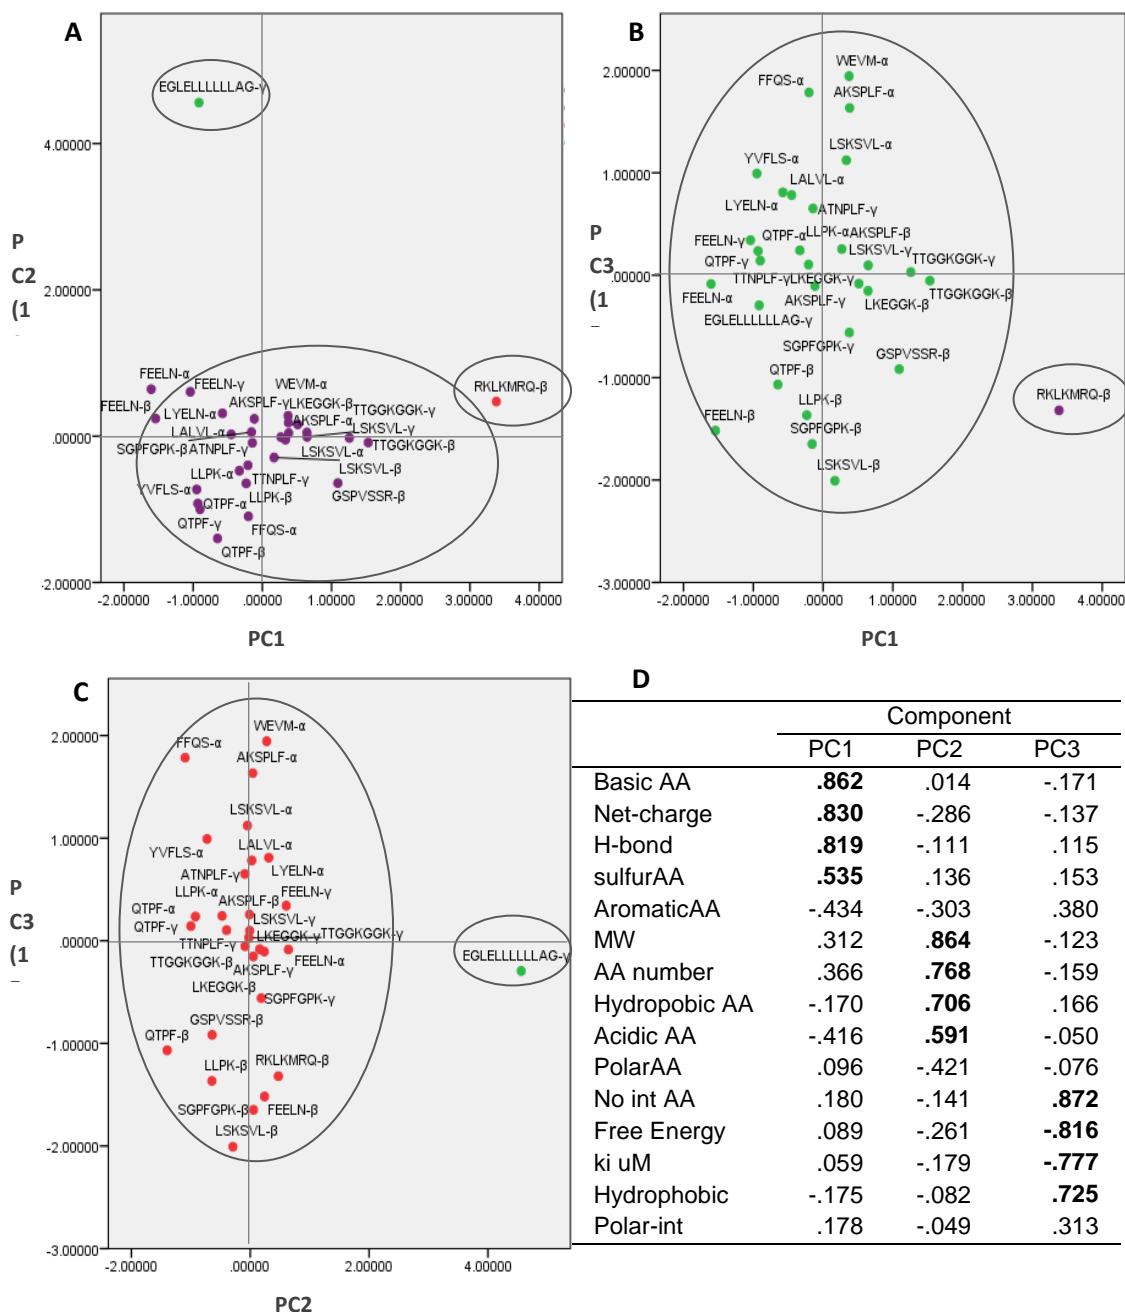 A
EGLELLLLLLAG-γ
4.00000
2.00000
.00000
-2.00000
P
C2
(1
FEELN-α
FEELN-γ
FEELN-β
LYELN-α
AKSPLF-γ
WEVM-α
LKEGGK-β
AKSPLF-α
TTGGKGGK-γ
RKLKMRQ-β
LALVL-α
SGPFGPK-β
ATNPLF-γ
LSKSVL-γ
TTGGKGGK-β
LSKSVL-α
LLPK-α
TTNPLF-γ
LSKSVL-β
YVFLS-α
LLPK-β
GSPVSSR-β
QTPF-α
QTPF-γ
FFQS-α
QTPF-β
-2.00000 -1.00000 .00000 1.00000 2.00000 3.00000 4.00000
PC1
B
2.00000
1.00000
.00000
-1.00000
-2.00000
-3.00000
P
C3
(1
WEVM-α
FFQS-α
AKSPLF-α
LSKSVL-α
YVFLS-α
LALVL-α
LYELN-α
ATNPLF-γ
LLPK-α
AKSPLF-β
FEELN-γ
QTPF-α
LSKSVL-γ
QTPF-γ
TTGGKGGK-γ
TTNPLF-γ
LKEGGK-γ
FEELN-α
AKSPLF-γ
LKEGGK-β
TTGGKGGK-β
EGLELLLLLLAG-γ
SGPFGPK-γ
GSPVSSR-β
QTPF-β
LLPK-β
RKLKMRQ-β
FEELN-β
SGPFGPK-β
LSKSVL-β
-2.00000 -1.00000 .00000 1.00000 2.00000 3.00000 4.00000
PC1
C
2.00000
1.00000
.00000
-1.00000
-2.00000
-3.00000
P
C3
(1
WEVM-α
FFQS-α
AKSPLF-α
LSKSVL-α
YVFLS-α
LALVL-α
LYELN-α
ATNPLF-γ
LLPK-α
AKSPLF-β
FEELN-γ
QTPF-α
LSKSVL-γ
QTPF-γ
LKEGGK-γ
TTGGKGGK-γ
TTNPLF-γ
TTGGKGGK-β
AKSPLF-γ
FEELN-α
EGLELLLLLLAG-γ
LKEGGK-β
SGPFGPK-γ
GSPVSSR-β
QTPF-β
LLPK-β
RKLKMRQ-β
SGPFGPK-β
FEELN-β
LSKSVL-β
-2.00000 .00000 2.00000 4.00000
PC2
D
Component
PC1 PC2 PC3
Basic AA .862 .014 -.171
Net-charge .830 -.286 -.137
H-bond .819 -.111 .115
sulfurAA .535 .136 .153
AromaticAA -.434 -.303 .380
MW .312 .864 -.123
AA number .366 .768 -.159
Hydropobic AA -.170 .706 .166
Acidic AA -.416 .591 -.050
PolarAA .096 -.421 -.076
No int AA .180 -.141 .872
Free Energy .089 -.261 -.816
ki uM .059 -.179 -.777
Hydrophobic -.175 -.082 .725
Polar-int .178 -.049 .313